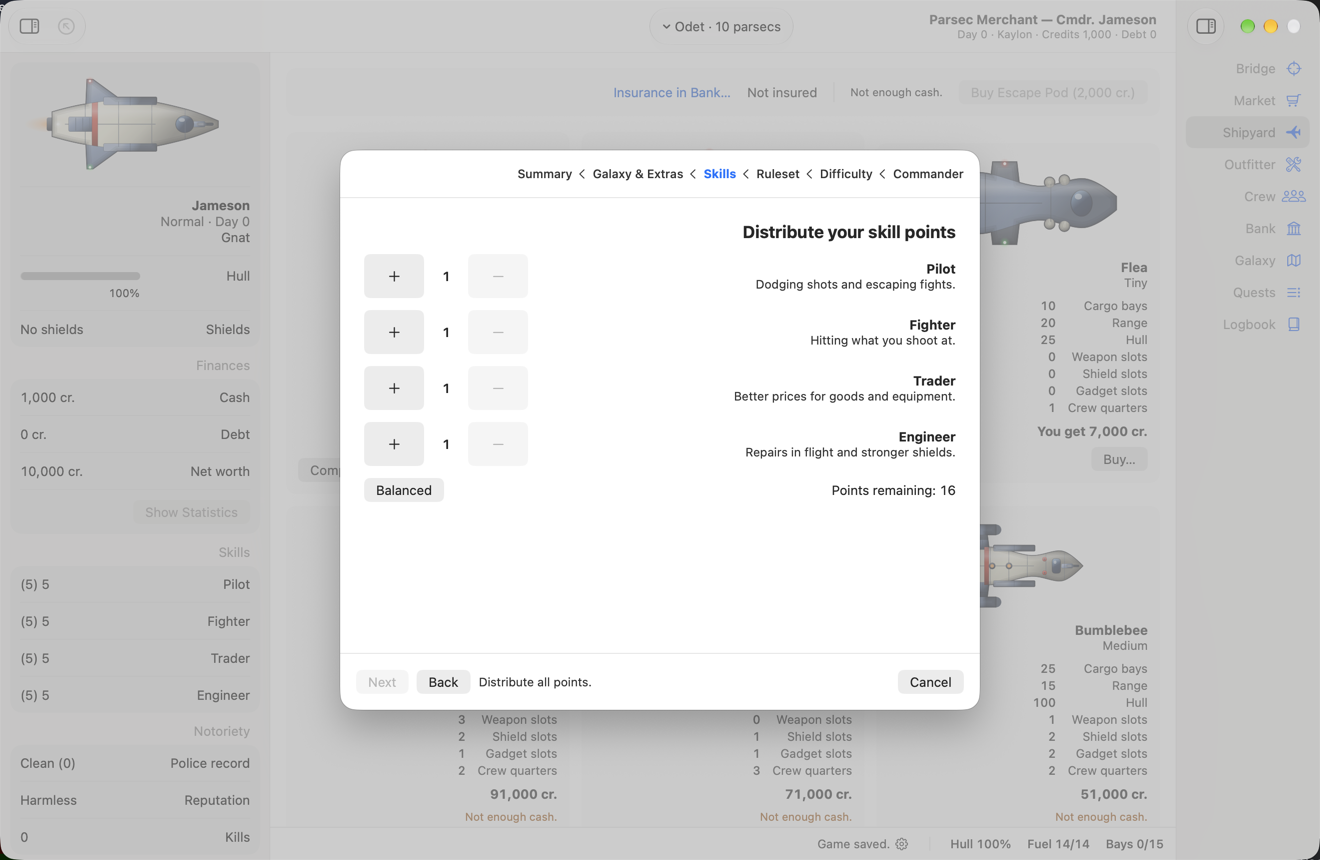 Odet · 10 parsecs
Parsec Merchant — Cmdr. Jameson
Day 0 · Kaylon · Credits 1,000 · Debt 0
Jameson
Normal · Day 0
Gnat
Hull
100%
Shields
No shields
Finances
Cash
1,000 cr.
Debt
0 cr.
Net worth
10,000 cr.
Show Statistics
Skills
Pilot
(5) 5
Fighter
(5) 5
Trader
(5) 5
Engineer
(5) 5
Notoriety
Police record
Clean (0)
Reputation
Harmless
Kills
0
Insurance in Bank...
Not insured
Not enough cash.
Buy Escape Pod (2,000 cr.)
Commander
Difficulty
Ruleset
Skills
Galaxy & Extras
Summary
Distribute your skill points
Pilot
Dodging shots and escaping fights.
+ 1 −
Fighter
Hitting what you shoot at.
+ 1 −
Trader
Better prices for goods and equipment.
+ 1 −
Engineer
Repairs in flight and stronger shields.
+ 1 −
Points remaining: 16
Balanced
Cancel
Distribute all points.
Back
Next
Flea
Tiny
10 Cargo bays
20 Range
25 Hull
0 Weapon slots
0 Shield slots
0 Gadget slots
1 Crew quarters
You get 7,000 cr.
Buy...
Bumblebee
Medium
25 Cargo bays
15 Range
100 Hull
1 Weapon slots
2 Shield slots
2 Gadget slots
2 Crew quarters
51,000 cr.
Not enough cash.
0 Weapon slots
1 Shield slots
1 Gadget slots
3 Crew quarters
71,000 cr.
Not enough cash.
3 Weapon slots
2 Shield slots
1 Gadget slots
2 Crew quarters
91,000 cr.
Not enough cash.
Game saved.
Hull 100%
Fuel 14/14
Bays 0/15
Bridge
Market
Shipyard
Outfitter
Crew
Bank
Galaxy
Quests
Logbook